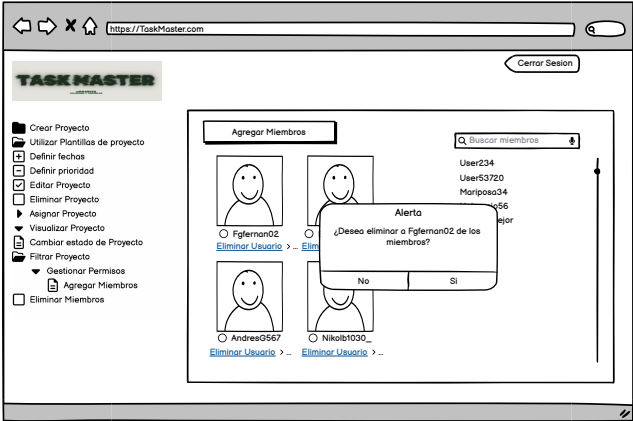 https://TaskMaster.com
Cerrar Sesion
TASK MASTER
Crear Proyecto
Utilizar Plantillas de proyecto
Definir fechas
Definir prioridad
Editar Proyecto
Eliminar Proyecto
Asignar Proyecto
Visualizar Proyecto
Cambiar estado de Proyecto
Filtrar Proyecto
Gestionar Permisos
Agregar Miembros
Eliminar Miembros
Agregar Miembros
Buscar miembros
User234
User53720
Mariposa34
Fgfernan02
Eliminar Usuario > ...
AndresG567
Nikolb1030_
Eliminar Usuario > ...
Eliminar Usuario > ...
Alerta
¿Desea eliminar a Fgfernan02 de los
miembros?
No
Si